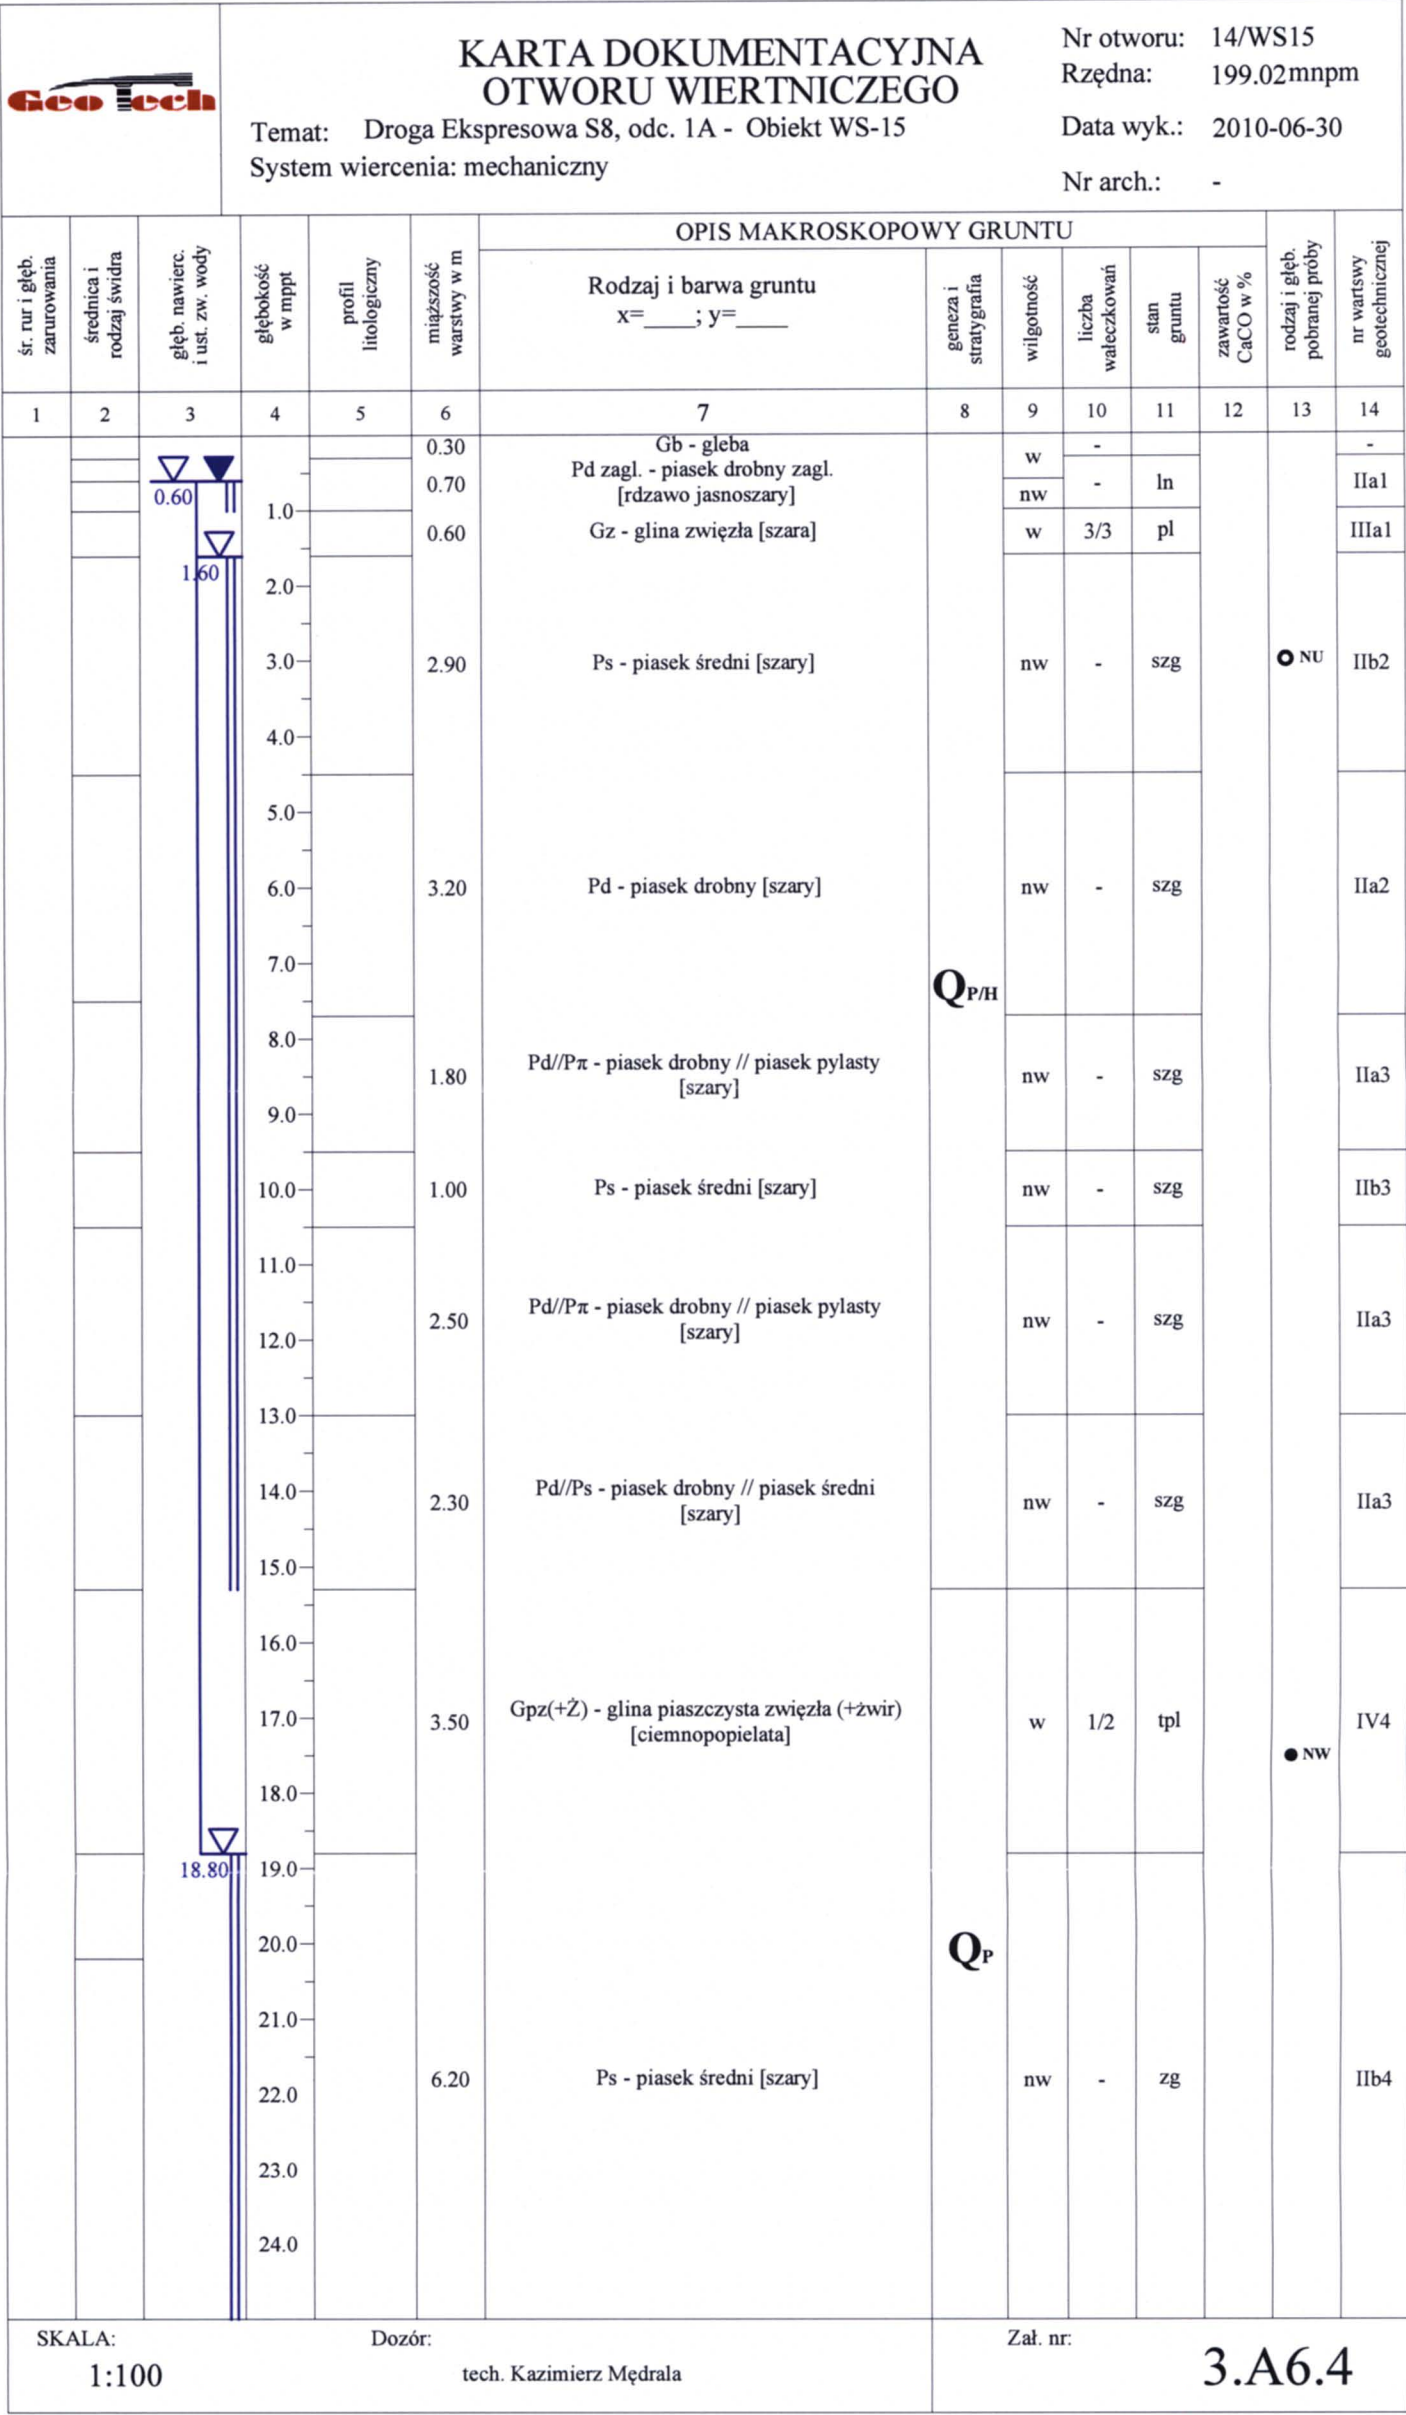 Geo Tech
KARTA DOKUMENTACYJNA
OTWORU WIERTNICZEGO
Temat: Droga Ekspresowa S8, odc. 1A - Obiekt WS-15
System wiercenia: mechaniczny
Nr otworu: 14/WS15
Rzędna: 199.02mnpm
Data wyk.: 2010-06-30
Nr arch.: -
śr. rur i głęb.
zarurowania
średnica i
rodzaj świdra
głęb. nawierc.
i ust. zw. wody
głębokość
w mppt
profil
litologiczny
miąższość
warstwy w m
OPIS MAKROSKOPOWY GRUNTU
Rodzaj i barwa gruntu
x=____; y=____
geneza i
stratygrafia
wilgotność
liczba
wałeczkowań
stan
gruntu
zawartość
CaCO w %
rodzaj i głęb.
pobranej próby
nr wartswy
geotechnicznej
1 2 3 4 5 6 7 8 9 10 11 12 13 14
0.30 Gb - gleba - -
w
0.60
0.70 Pd zagl. - piasek drobny zagl.
[rdzawo jasnoszary] - ln IIa1
nw
1.0
0.60 Gz - glina zwięzła [szara] w 3/3 pl IIIa1
1.60
2.0
3.0 2.90 Ps - piasek średni [szary] nw - szg NU IIb2
4.0
5.0
6.0 3.20 Pd - piasek drobny [szary] nw - szg IIa2
7.0
QP/H
8.0
1.80 Pd//Pπ - piasek drobny // piasek pylasty
[szary] nw - szg IIa3
9.0
10.0 1.00 Ps - piasek średni [szary] nw - szg IIb3
11.0
2.50 Pd//Pπ - piasek drobny // piasek pylasty
[szary] nw - szg IIa3
12.0
13.0
14.0
2.30 Pd//Ps - piasek drobny // piasek średni
[szary] nw - szg IIa3
15.0
16.0
17.0 3.50 Gpz(+Ż) - glina piaszczysta zwięzła (+żwir)
[ciemnopopielata] w 1/2 tpl IV4
NW
18.0
18.80 19.0
20.0
QP
21.0
6.20 Ps - piasek średni [szary] nw - zg IIb4
22.0
23.0
24.0
SKALA:
1:100
Dozór:
tech. Kazimierz Mędrala
Zał. nr:
3.A6.4